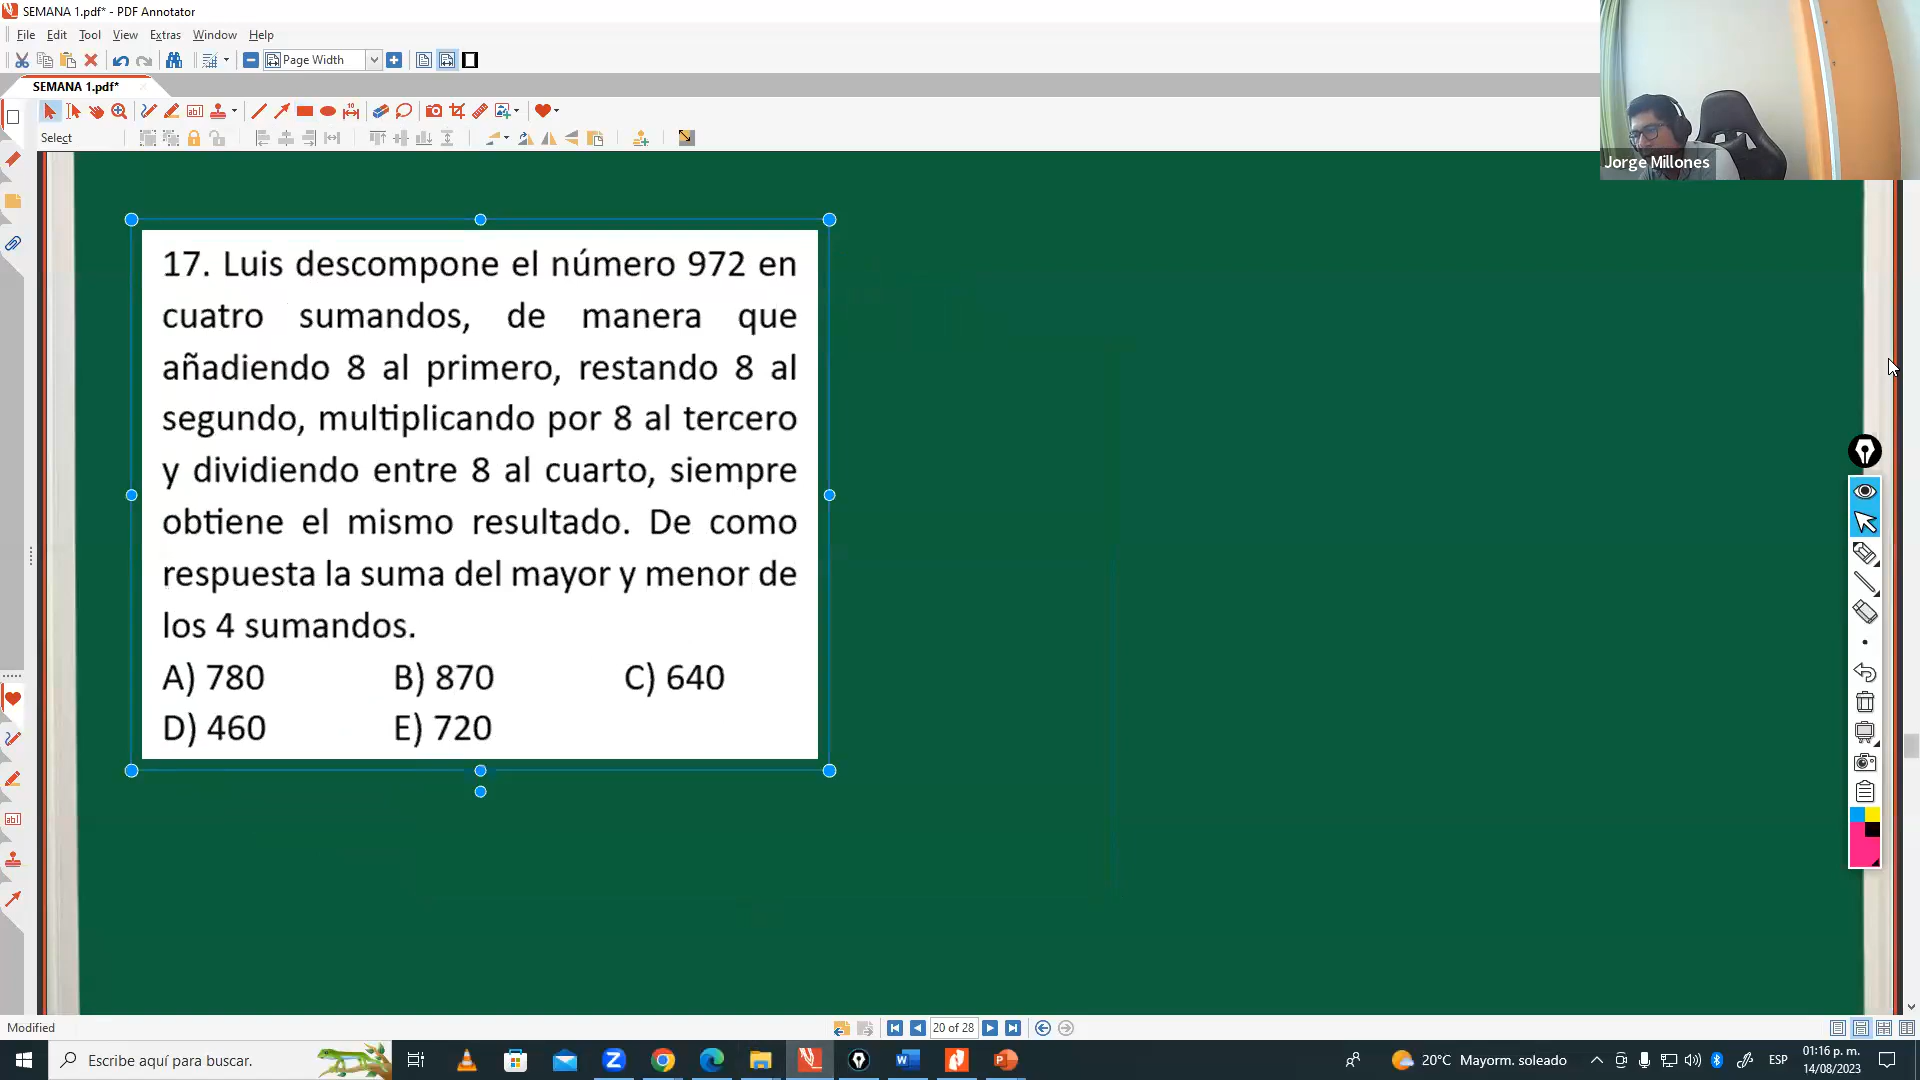 SEMANA 1.pdf* - PDF Annotator
File Edit Tool View Extras Window Help
Page Width
SEMANA 1.pdf*
Select
Jorge Millones
17. Luis descompone el número 972 en
cuatro sumandos, de manera que
añadiendo 8 al primero, restando 8 al
segundo, multiplicando por 8 al tercero
y dividiendo entre 8 al cuarto, siempre
obtiene el mismo resultado. De como
respuesta la suma del mayor y menor de
los 4 sumandos.
A) 780 B) 870 C) 640
D) 460 E) 720
Modified
20 of 28
Escribe aquí para buscar.
20°C Mayorm. soleado
ESP
01:16 p. m.
14/08/2023